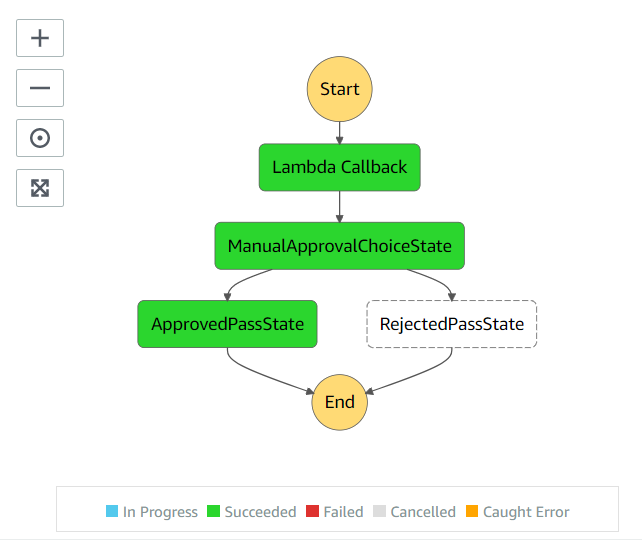 Start
Lambda Callback
ManualApprovalChoiceState
ApprovedPassState RejectedPassState
End
In Progress Succeeded Failed Cancelled Caught Error